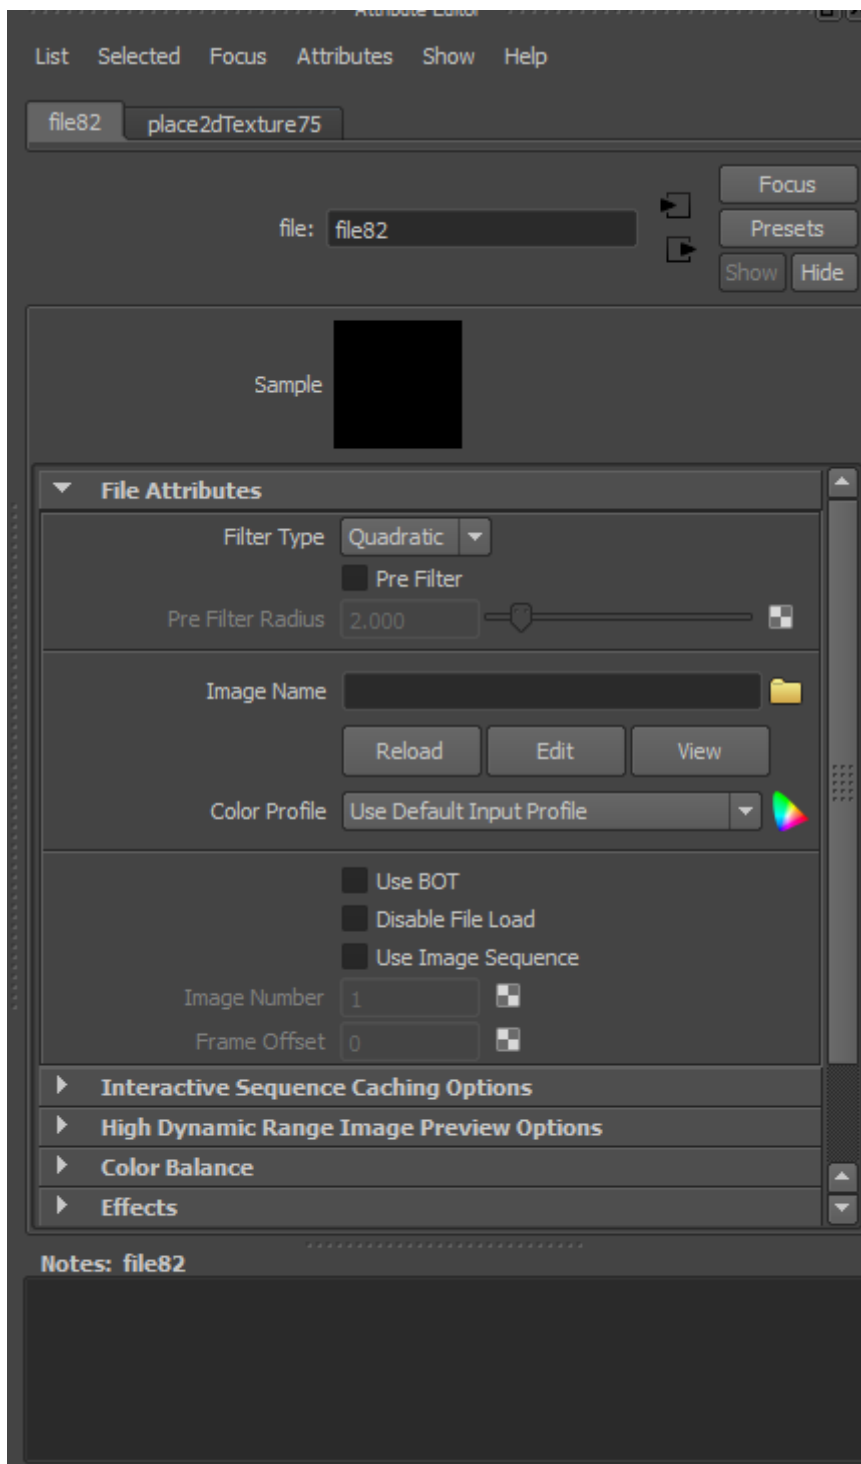 Attribute Editor
List Selected Focus Attributes Show Help
file82 place2dTexture75
Focus
file: file82
Presets
Show Hide
Sample
File Attributes
Filter Type Quadratic
Pre Filter
Pre Filter Radius 2.000
Image Name
Reload Edit View
Color Profile Use Default Input Profile
Use BOT
Disable File Load
Use Image Sequence
Image Number 1
Frame Offset 0
Interactive Sequence Caching Options
High Dynamic Range Image Preview Options
Color Balance
Effects
Notes: file82